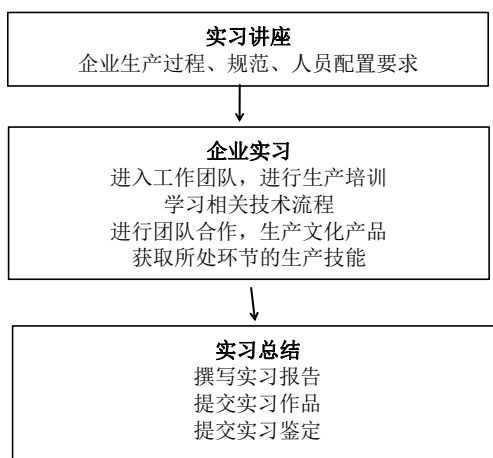 实习讲座
企业生产过程、规范、人员配置要求
企业实习
进入工作团队，进行生产培训
学习相关技术流程
进行团队合作，生产文化产品
获取所处环节的生产技能
实习总结
撰写实习报告
提交实习作品
提交实习鉴定